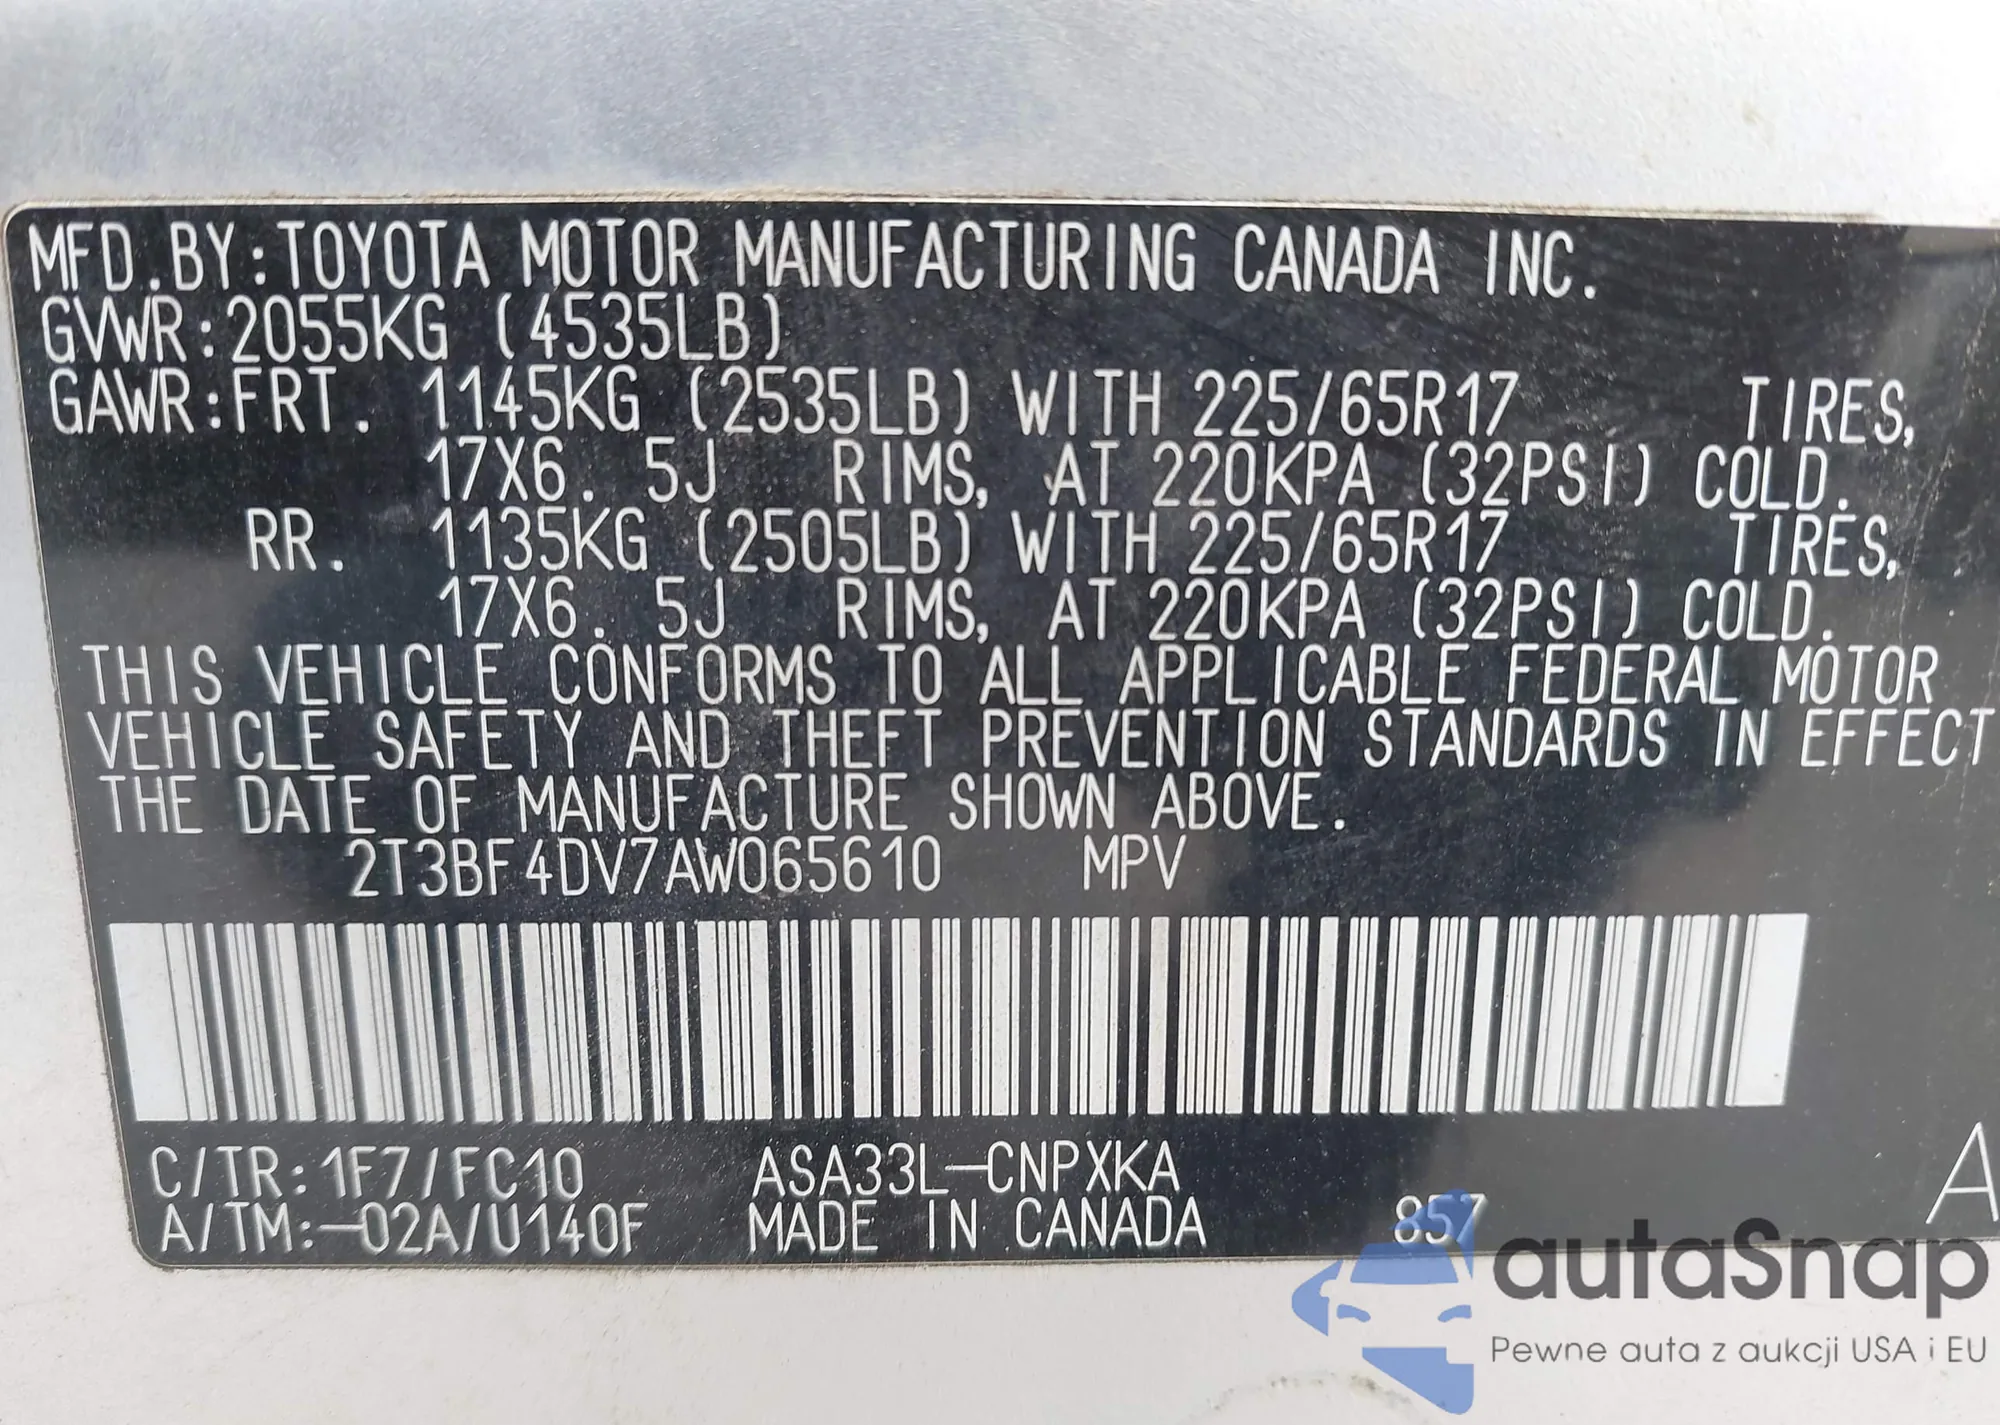 MFD.BY:TOYOTA MOTOR MANUFACTURING CANADA INC.
GVWR:2055KG (4535LB)
GAWR:FRT. 1145KG (2535LB) WITH 225/65R17 TIRES,
17X6. 5J RIMS, AT 220KPA (32PSI) COLD.
RR. 1135KG (2505LB) WITH 225/65R17 TIRES,
17X6. 5J RIMS, AT 220KPA (32PSI) COLD.
THIS VEHICLE CONFORMS TO ALL APPLICABLE FEDERAL MOTOR
VEHICLE SAFETY AND THEFT PREVENTION STANDARDS IN EFFECT
THE DATE OF MANUFACTURE SHOWN ABOVE.
2T3BF4DV7AW065610 MPV
C/TR:1F7/FC10 ASA33L-CNPXKA A
A/TM:-02A/U140F MADE IN CANADA 857
autaSnap
Pewne auta z aukcji USA i EU